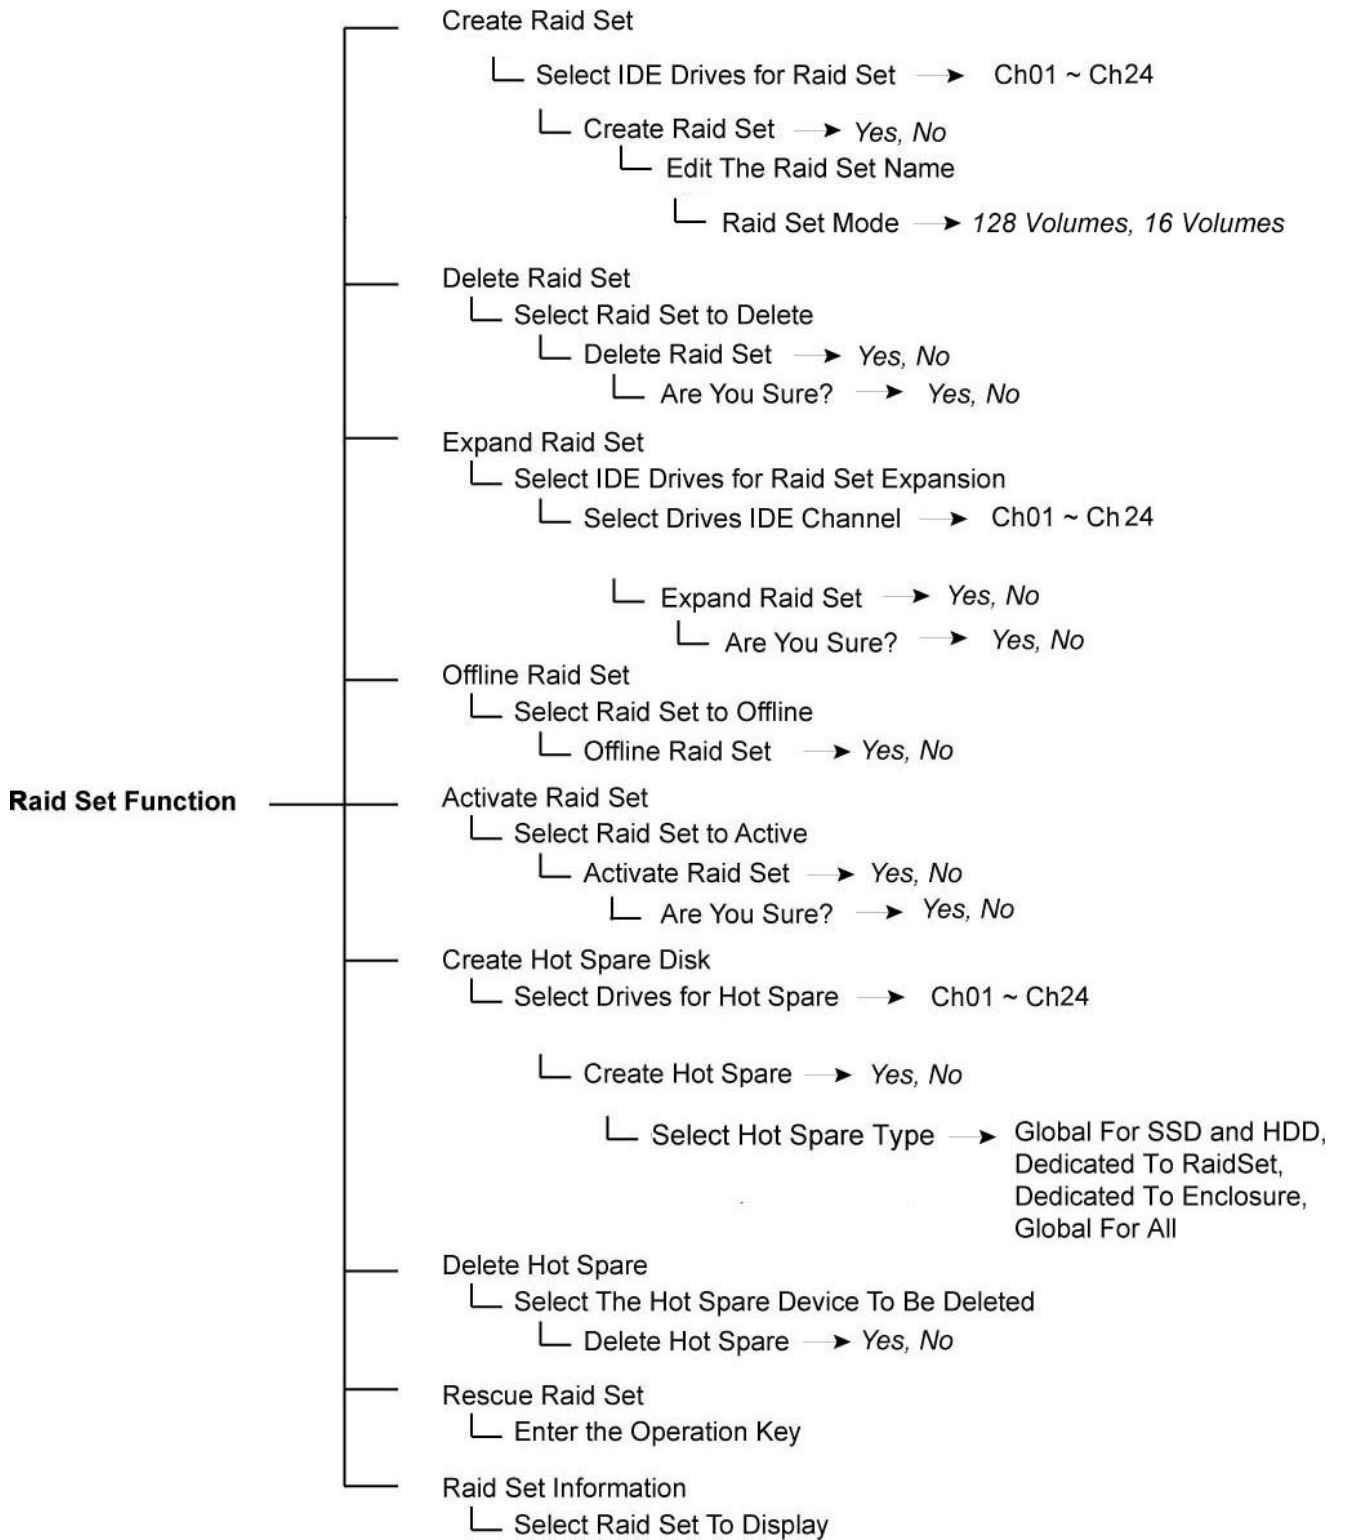 Create Raid Set
Select IDE Drives for Raid Set Ch01 ~ Ch24
Create Raid Set Yes, No
Edit The Raid Set Name
Raid Set Mode 128 Volumes, 16 Volumes
Delete Raid Set
Select Raid Set to Delete
Delete Raid Set Yes, No
Are You Sure? Yes, No
Expand Raid Set
Select IDE Drives for Raid Set Expansion
Select Drives IDE Channel Ch01 ~ Ch24
Expand Raid Set Yes, No
Are You Sure? Yes, No
Offline Raid Set
Select Raid Set to Offline
Offline Raid Set Yes, No
Raid Set Function
Activate Raid Set
Select Raid Set to Active
Activate Raid Set Yes, No
Are You Sure? Yes, No
Create Hot Spare Disk
Select Drives for Hot Spare Ch01 ~ Ch24
Create Hot Spare Yes, No
Select Hot Spare Type Global For SSD and HDD,
Dedicated To RaidSet,
Dedicated To Enclosure,
Global For All
Delete Hot Spare
Select The Hot Spare Device To Be Deleted
Delete Hot Spare Yes, No
Rescue Raid Set
Enter the Operation Key
Raid Set Information
Select Raid Set To Display